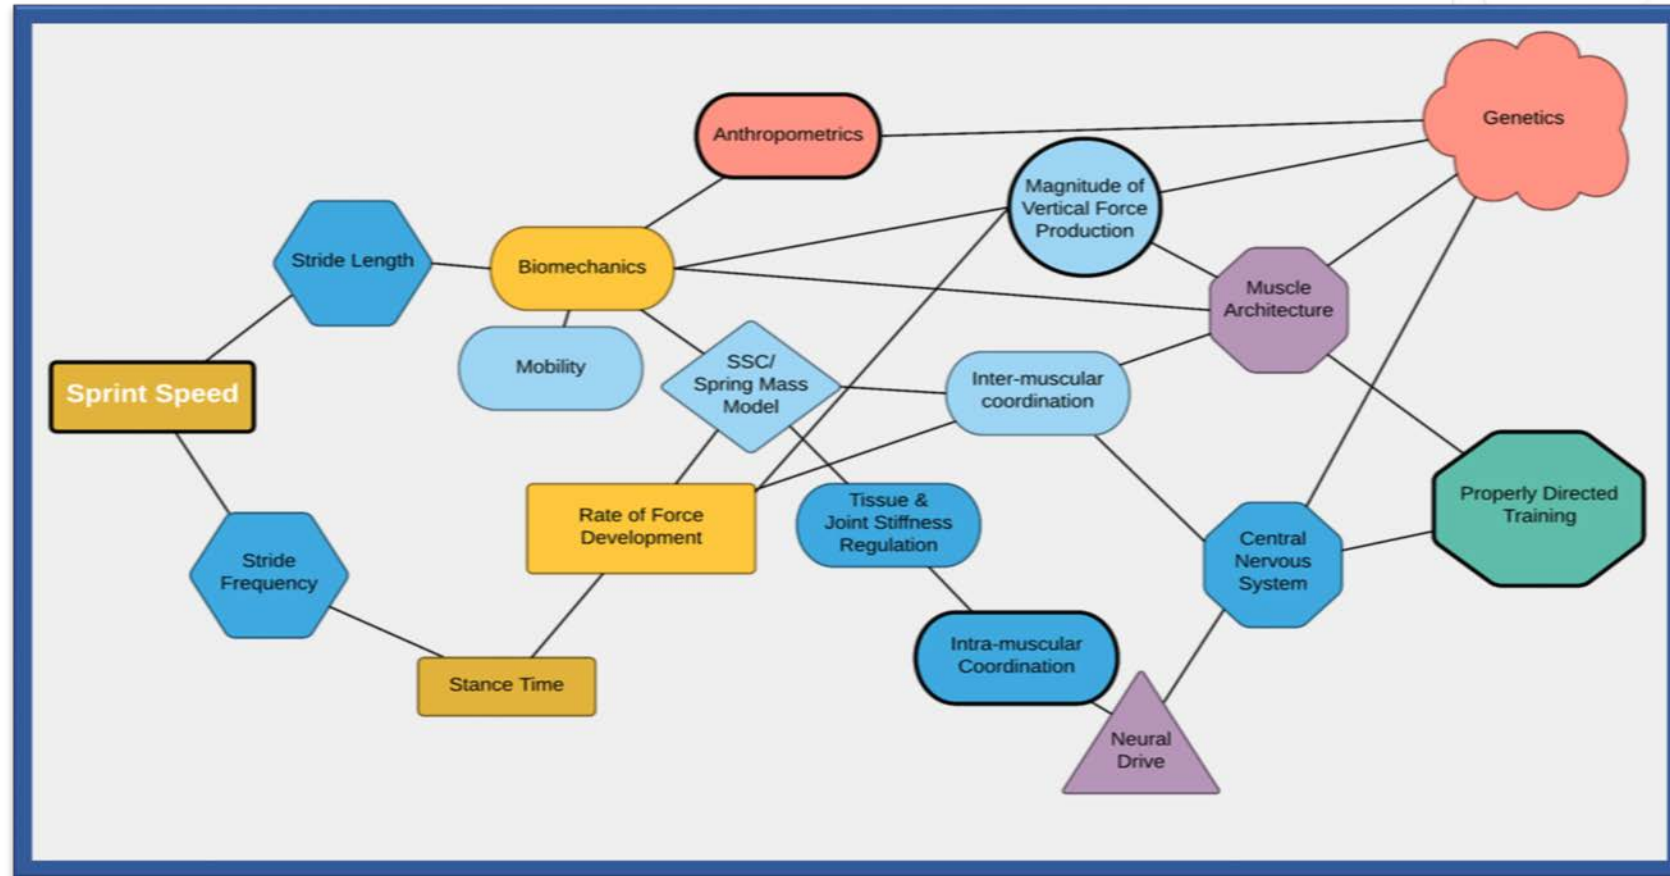 Genetics
Anthropometrics
Magnitude of
Vertical Force
Production
Stride Length
Biomechanics
Muscle
Architecture
Mobility
SSC/
Spring Mass
Model
Inter-muscular
coordination
Sprint Speed
Rate of Force
Development
Tissue &
Joint Stiffness
Regulation
Properly Directed
Training
Stride
Frequency
Central
Nervous
System
Intra-muscular
Coordination
Stance Time
Neural
Drive